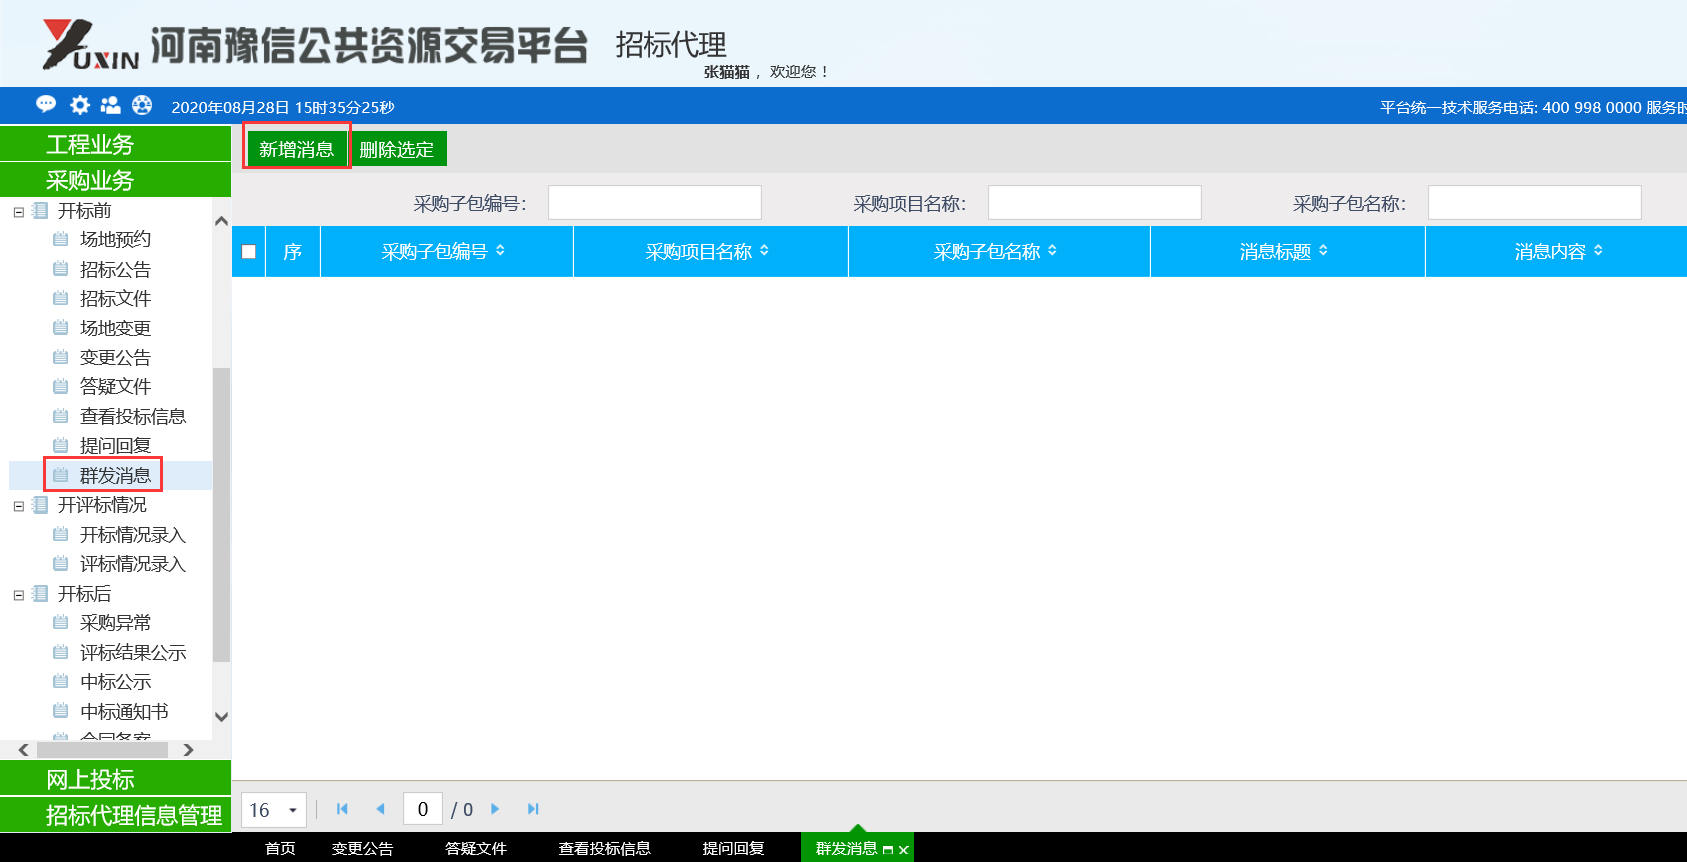 YUXIN 河南豫信公共资源交易平台 招标代理
张猫猫 ，欢迎您！
2020年08月28日 15时35分25秒
平台统一技术服务电话: 400 998 0000 服务时
工程业务
采购业务
开标前
场地预约
招标公告
招标文件
场地变更
变更公告
答疑文件
查看投标信息
提问回复
群发消息
开评标情况
开标情况录入
评标情况录入
开标后
采购异常
评标结果公示
中标公示
中标通知书
网上投标
招标代理信息管理
新增消息 删除选定
采购子包编号： 采购项目名称： 采购子包名称：
序 采购子包编号 采购项目名称 采购子包名称 消息标题 消息内容
16 0 / 0
首页 变更公告 答疑文件 查看投标信息 提问回复 群发消息